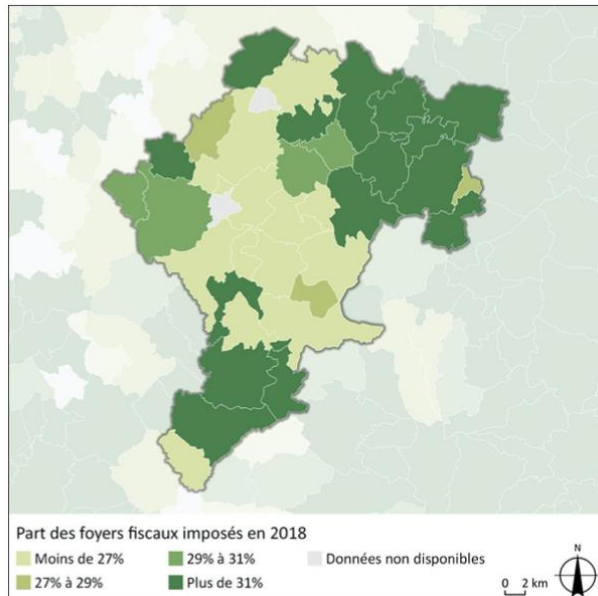 Part des foyers fiscaux imposés en 2018
Moins de 27% 29% à 31% Données non disponibles
27% à 29% Plus de 31%
0 2 km
N